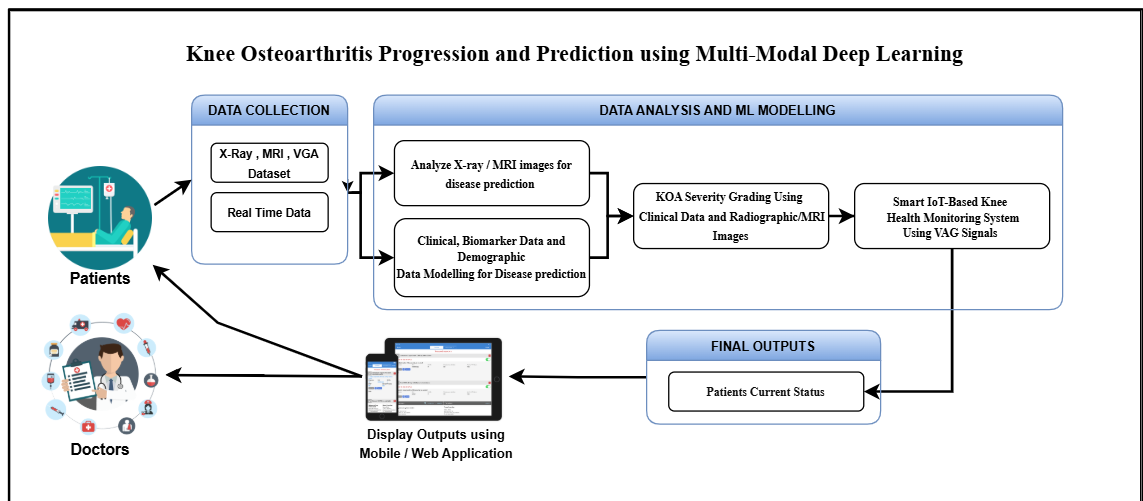 Knee Osteoarthritis Progression and Prediction using Multi-Modal Deep Learning
DATA COLLECTION
X-Ray , MRI , VGA
Dataset
Real Time Data
DATA ANALYSIS AND ML MODELLING
Analyze X-ray / MRI images for
disease prediction
Clinical, Biomarker Data and
Demographic
Data Modelling for Disease prediction
KOA Severity Grading Using
Clinical Data and Radiographic/MRI
Images
Smart IoT-Based Knee
Health Monitoring System
Using VAG Signals
Patients
FINAL OUTPUTS
Patients Current Status
Display Outputs using
Mobile / Web Application
Doctors